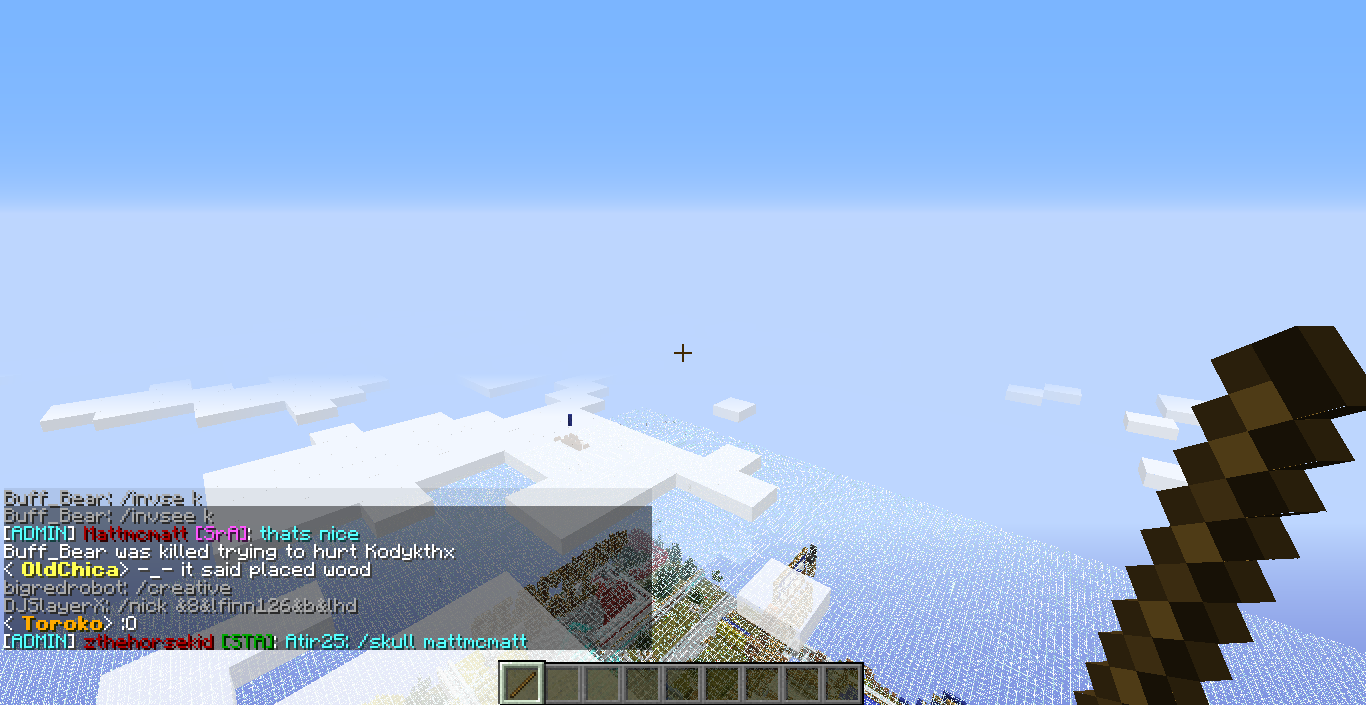 Buff_Bear: /invse k
Buff_Bear: /invsee k
[ADMIN] Mattmcmatt [SrA]: thats nice
Buff_Bear was killed trying to hurt Kodykthx
< OldChica> -_- it said placed wood
bigredrobot: /creative
DJSlayerX: /nick &8&lfinn126&b&lhd
< Toroko> ;O
[ADMIN] zthehorsekid [STA]: Atir25: /skull mattmcmatt